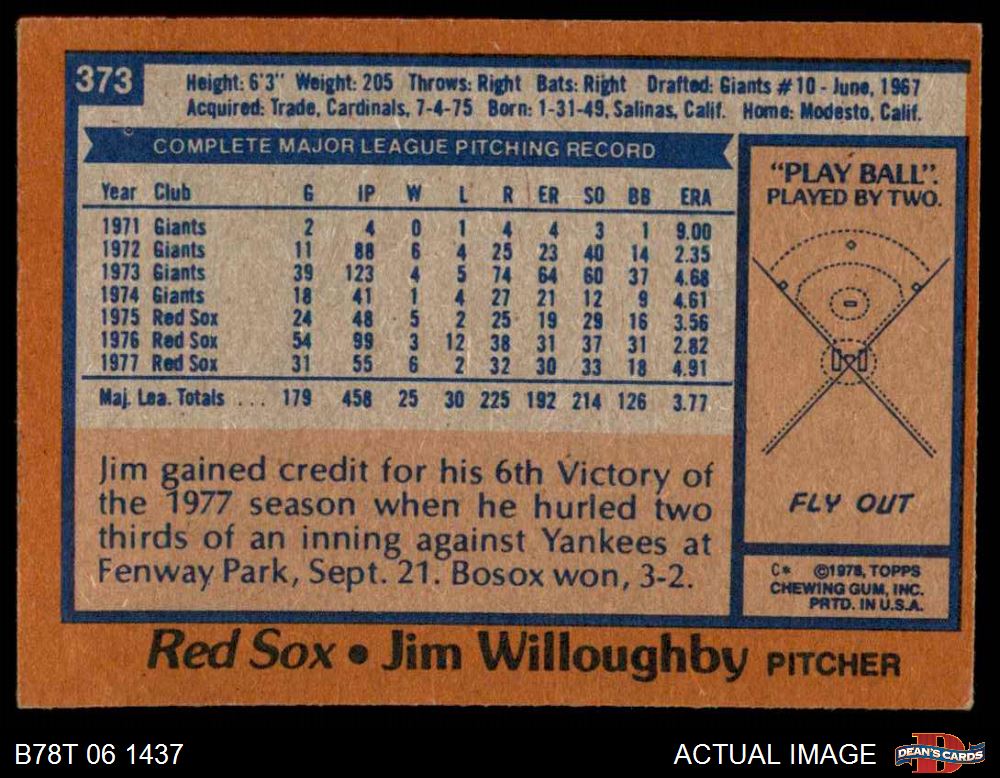 373
Height: 6'3" Weight: 205 Throws: Right Bats: Right Drafted: Giants #10 - June, 1967
Acquired: Trade, Cardinals, 7-4-75 Born: 1-31-49, Salinas, Calif. Home: Modesto, Calif.
COMPLETE MAJOR LEAGUE PITCHING RECORD
Year Club G IP W L R ER SO BB ERA
1971 Giants 2 4 0 1 4 4 3 1 9.00
1972 Giants 11 88 6 4 25 23 40 14 2.35
1973 Giants 39 123 4 5 74 64 60 37 4.68
1974 Giants 18 41 1 4 27 21 12 9 4.61
1975 Red Sox 24 48 5 2 25 19 29 16 3.56
1976 Red Sox 54 99 3 12 38 31 37 31 2.82
1977 Red Sox 31 55 6 2 32 30 33 18 4.91
Maj. Lea. Totals ... 179 458 25 30 225 192 214 126 3.77
Jim gained credit for his 6th Victory of
the 1977 season when he hurled two
thirds of an inning against Yankees at
Fenway Park, Sept. 21. Bosox won, 3-2.
"PLAY BALL".
PLAYED BY TWO.
FLY OUT
C* ©1978, TOPPS
CHEWING GUM, INC.
PRTD. IN U.S.A.
Red Sox • Jim Willoughby PITCHER
B78T 06 1437
ACTUAL IMAGE
DEAN'S CARDS